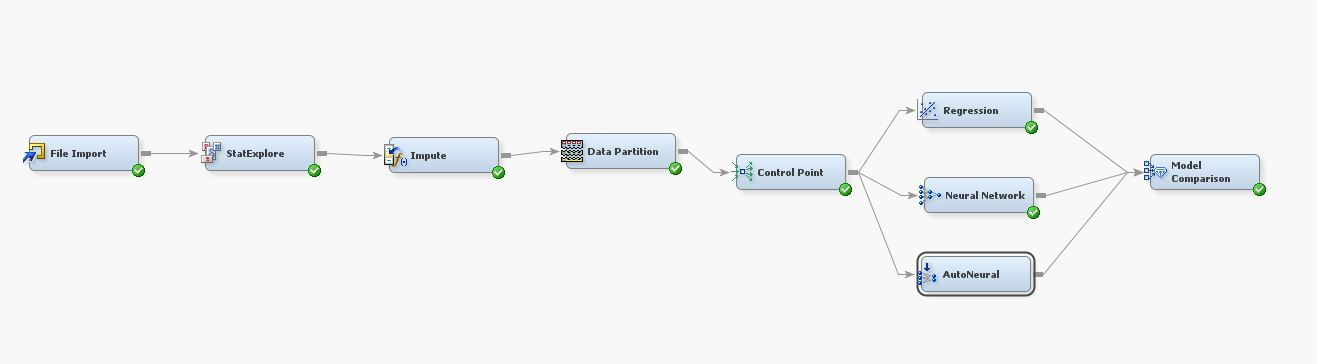 File Import
StatExplore
Impute
Data Partition
Control Point
Regression
Neural Network
AutoNeural
Model
Comparison